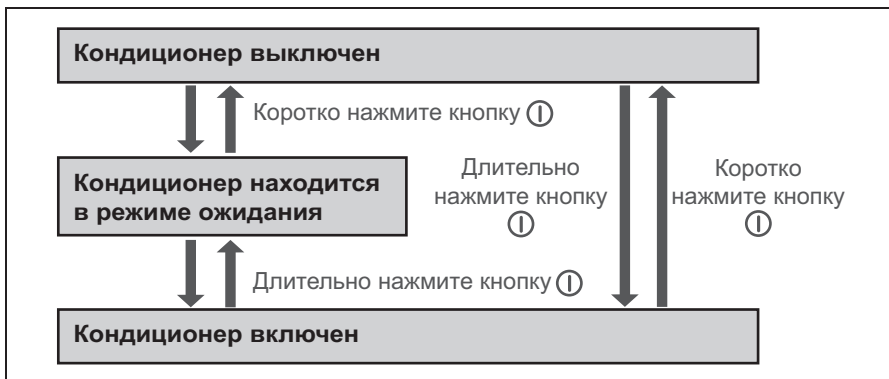 Кондиционер выключен
Коротко нажмите кнопку
Кондиционер находится
в режиме ожидания
Длительно
нажмите кнопку
Коротко
нажмите кнопку
Длительно нажмите кнопку
Кондиционер включен